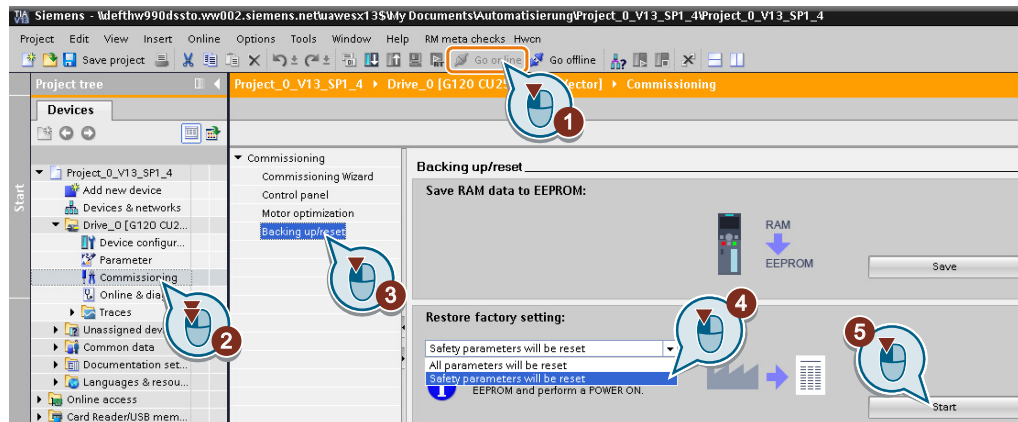 Siemens - \\defthw990dssto.ww002.siemens.net\uawesx13$\My Documents\Automatisierung\Project_0_V13_SP1_4\Project_0_V13_SP1_4
Project Edit View Insert Online Options Tools Window Help RM meta checks Hwcn
Save project Go online Go offline
Project tree
Project_0_V13_SP1_4 Drive_0 [G120 CU2 Vector] Commissioning
1
Devices
Start
Project_0_V13_SP1_4
Add new device
Devices & networks
Drive_0 [G120 CU2...
Device configur...
Parameter
Commissioning
Online & dia
Traces
Unassigned dev
Common data
Documentation set...
Languages & resou...
Online access
Card Reader/USB mem...
2
Commissioning
Commissioning Wizard
Control panel
Motor optimization
Backing up/reset
3
Backing up/reset
Save RAM data to EEPROM:
RAM
EEPROM
Save
Restore factory setting:
4
5
Safety parameters will be reset
All parameters will be reset
Safety parameters will be reset
EEPROM and perform a POWER ON.
Start